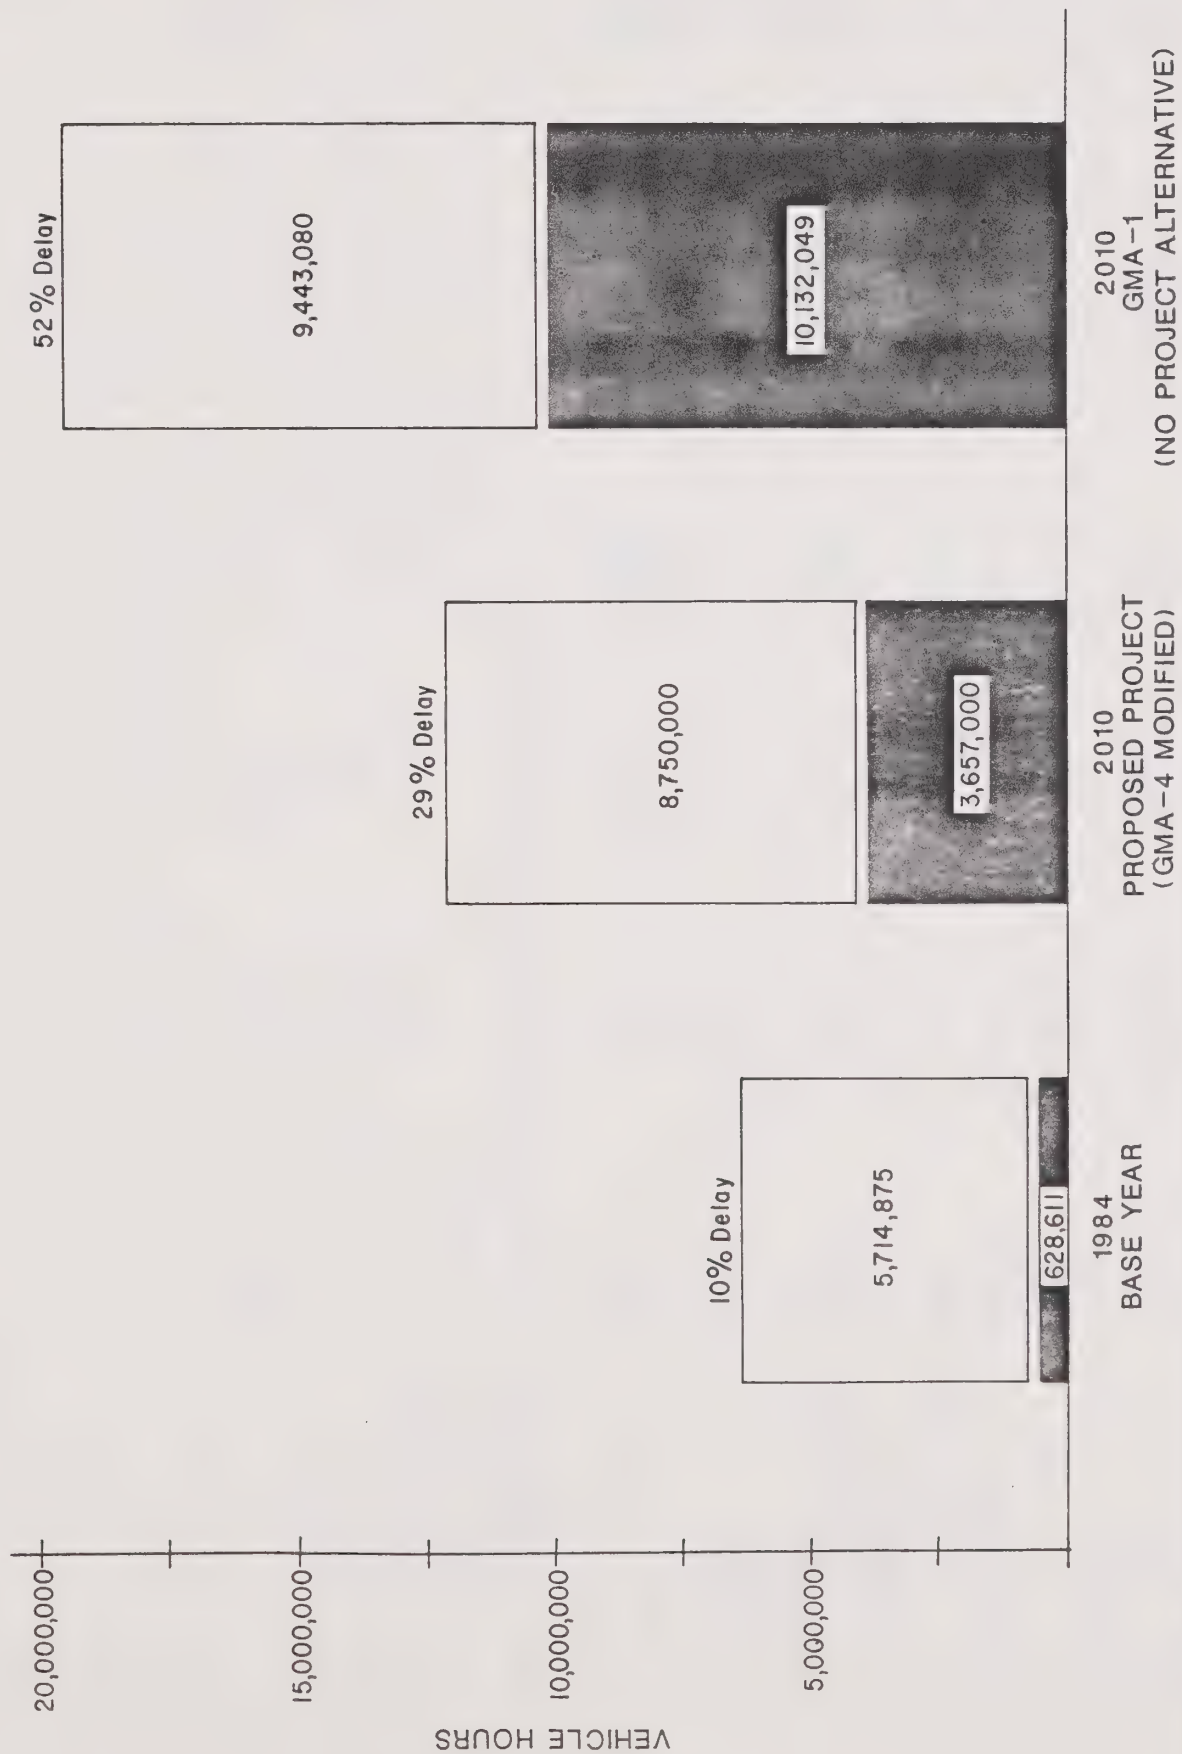 VEHICLE HOURS
20,000,000
15,000,000
10,000,000
5,000,000
10% Delay
5,714,875
628,611
1984
BASE YEAR
29% Delay
8,750,000
3,657,000
2010
PROPOSED PROJECT
(GMA-4 MODIFIED)
52% Delay
9,443,080
10,132,049
2010
GMA-1
(NO PROJECT ALTERNATIVE)